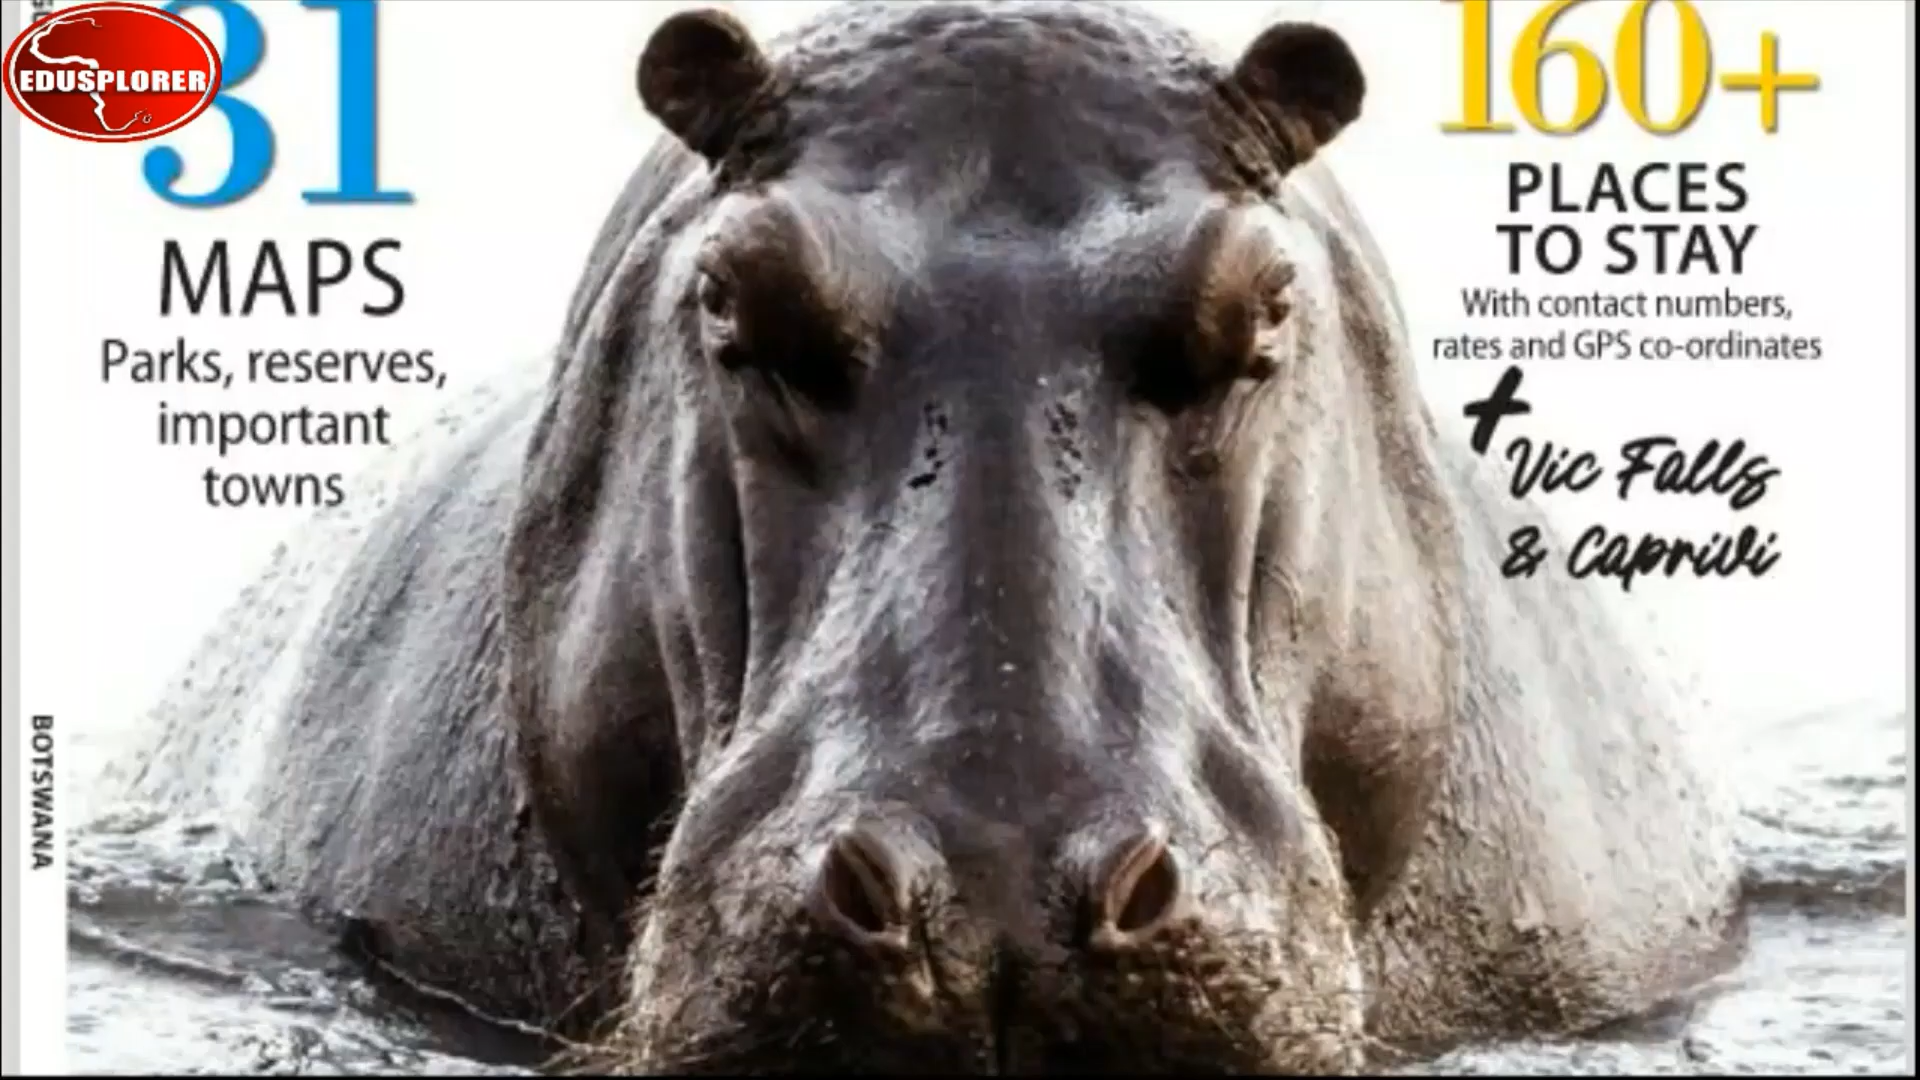 EDUSPLORER
31
MAPS
Parks, reserves,
important
towns
160+
PLACES
TO STAY
With contact numbers,
rates and GPS co-ordinates
+
Vic Falls
& Caprivi
BOTSWANA